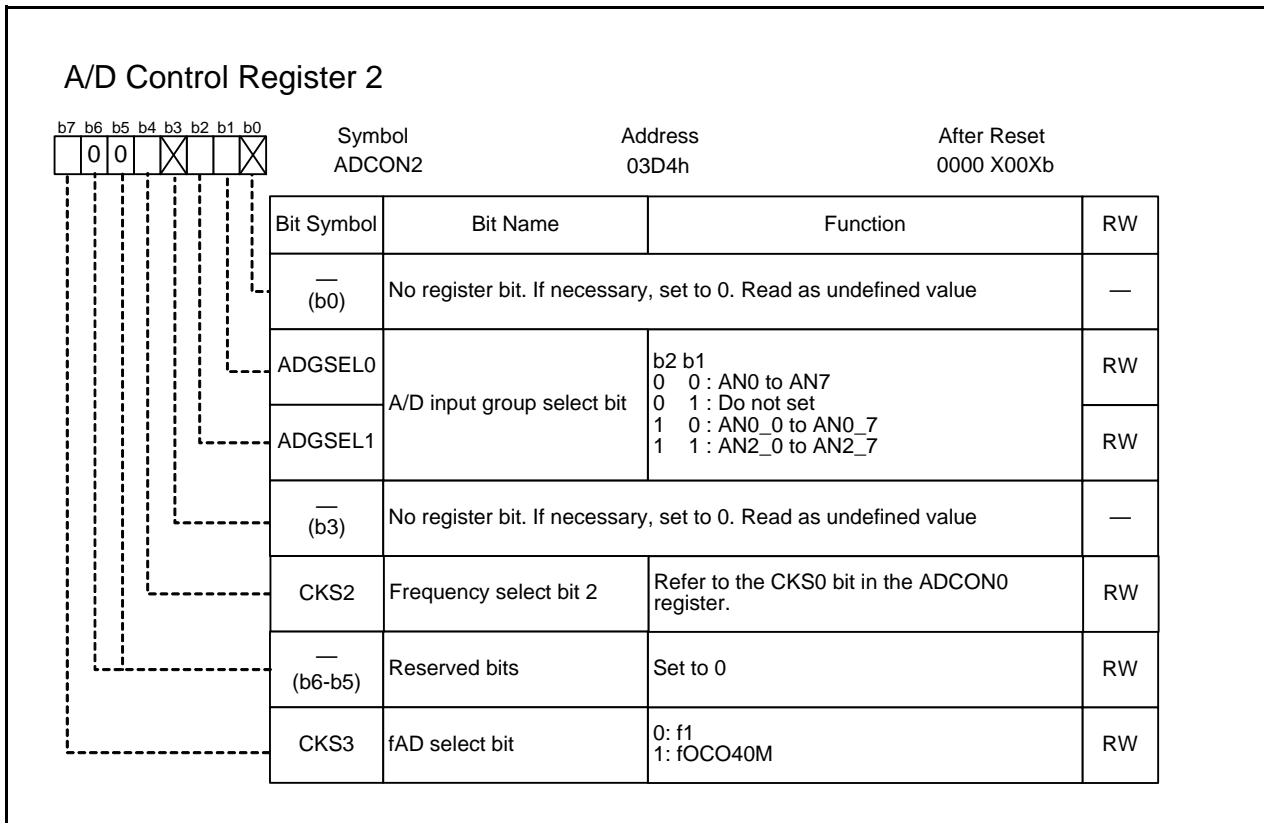 A/D Control Register 2
b7 b6 b5 b4 b3 b2 b1 b0
0 0
Symbol Address After Reset
ADCON2 03D4h 0000 X00Xb
Bit Symbol Bit Name Function RW
—
(b0) No register bit. If necessary, set to 0. Read as undefined value —
ADGSEL0 RW
A/D input group select bit
b2 b1
0 0 : AN0 to AN7
0 1 : Do not set
1 0 : AN0_0 to AN0_7
1 1 : AN2_0 to AN2_7
ADGSEL1 RW
—
(b3) No register bit. If necessary, set to 0. Read as undefined value —
CKS2 Frequency select bit 2 Refer to the CKS0 bit in the ADCON0
register. RW
—
(b6-b5) Reserved bits Set to 0 RW
CKS3 fAD select bit 0: f1
1: fOCO40M RW